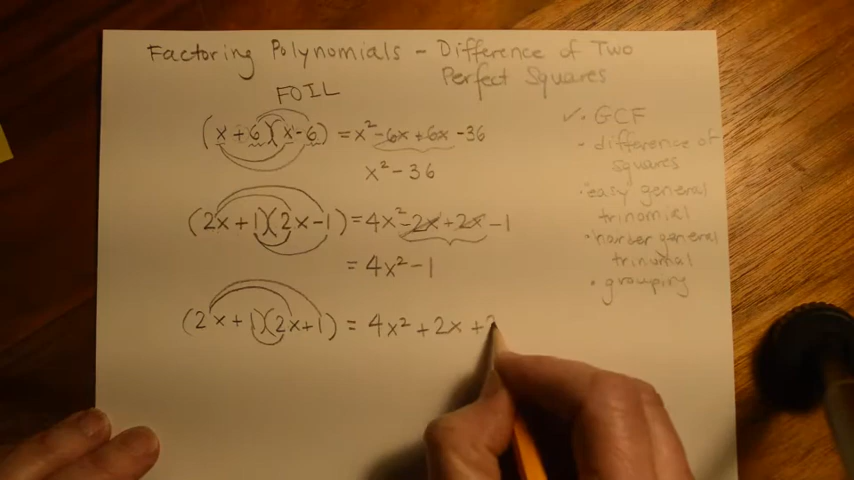 Factoring Polynomials - Difference of Two
Perfect Squares
FOIL
(x+6)(x-6) = x²-6x+6x-36
x²-36
(2x+1)(2x-1) = 4x²-2x+2x-1
= 4x²-1
(2x+1)(2x+1) = 4x²+2x+2
✓. GCF
- difference of
squares
• easy general
trinomial
• harder general
trinomial
• grouping